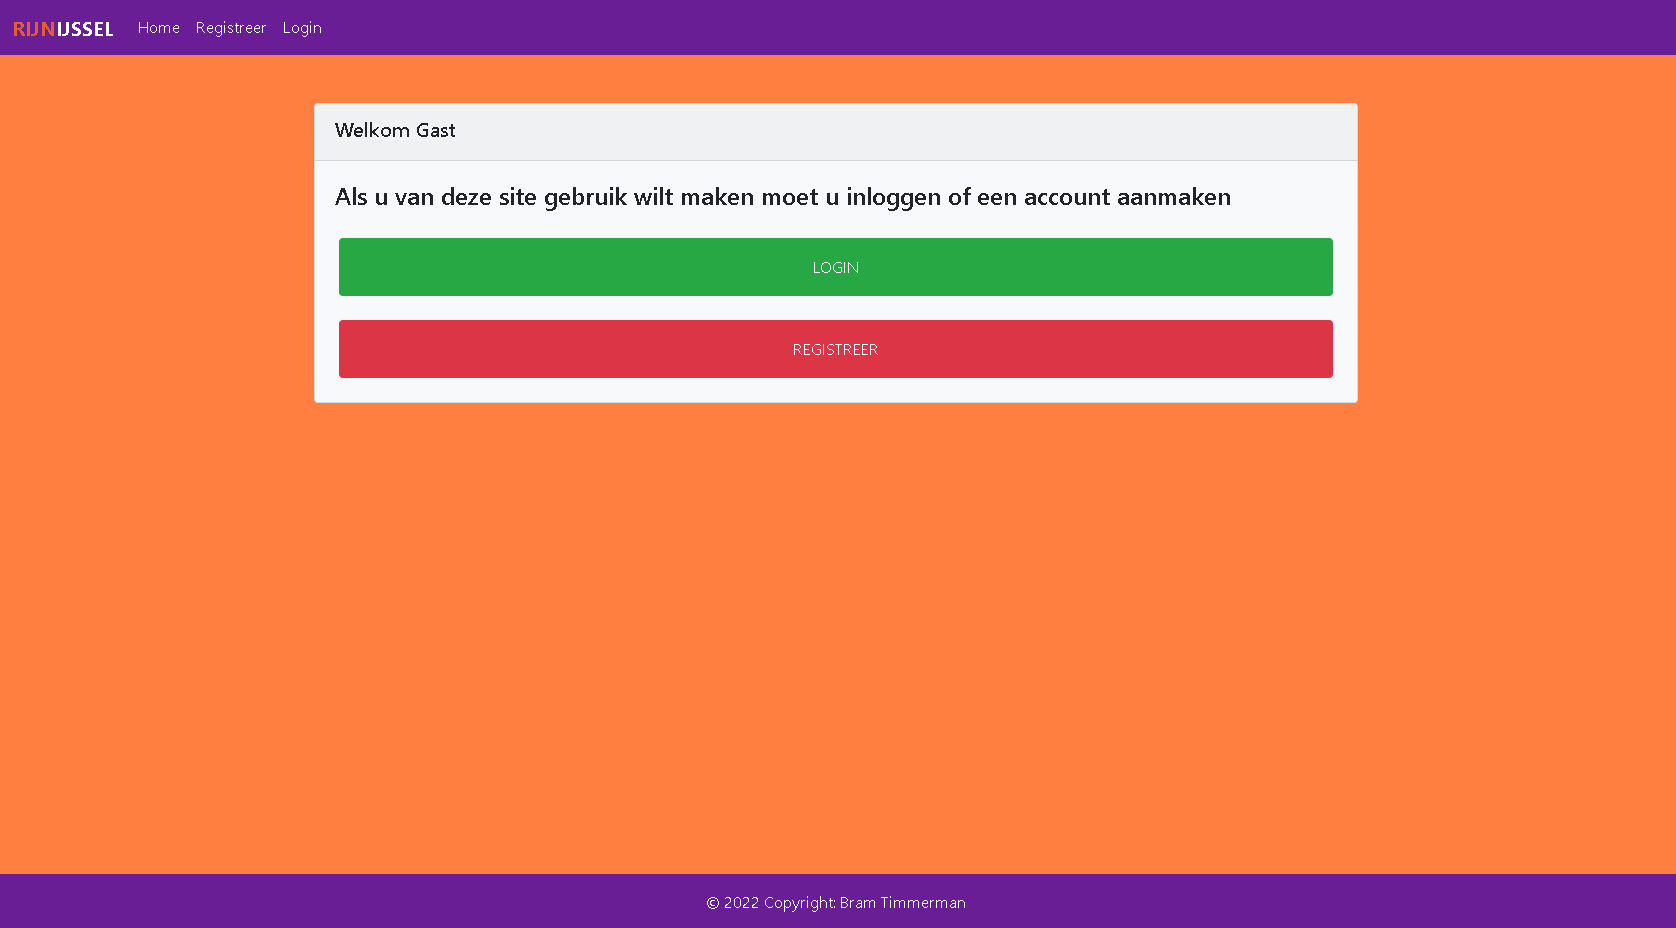 RIJNIJSSEL Home Registreer Login
Welkom Gast
Als u van deze site gebruik wilt maken moet u inloggen of een account aanmaken
LOGIN
REGISTREER
© 2022 Copyright: Bram Timmerman